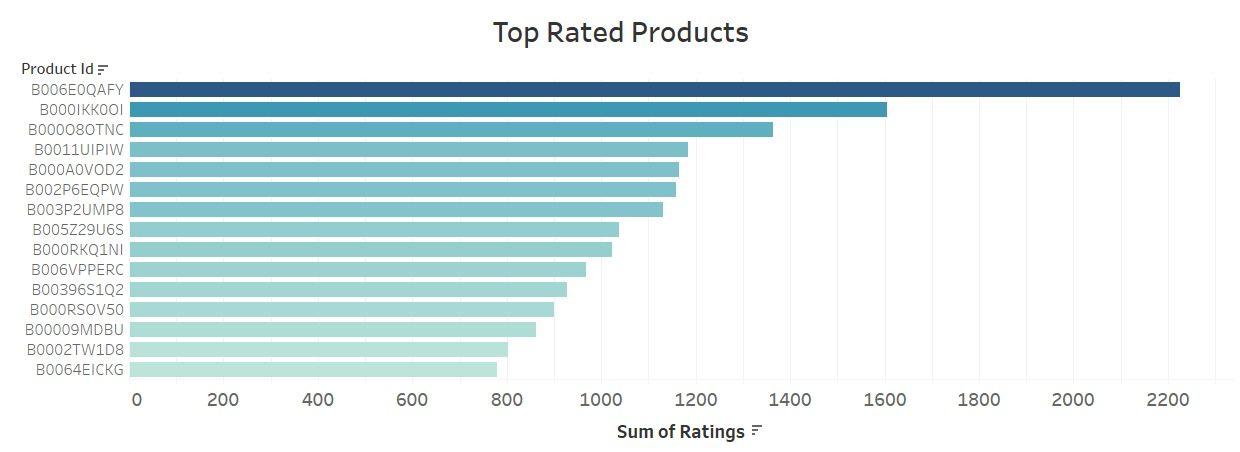 Top Rated Products
Product Id
B006E0QAFY
B000IKK0OI
B000O8OTNC
B0011UIPIW
B000A0VOD2
B002P6EQPW
B003P2UMP8
B005Z29U6S
B000RKQ1NI
B006VPPERC
B00396S1Q2
B000RSOV50
B00009MDBU
B0002TW1D8
B0064EICKG
0 200 400 600 800 1000 1200 1400 1600 1800 2000 2200
Sum of Ratings